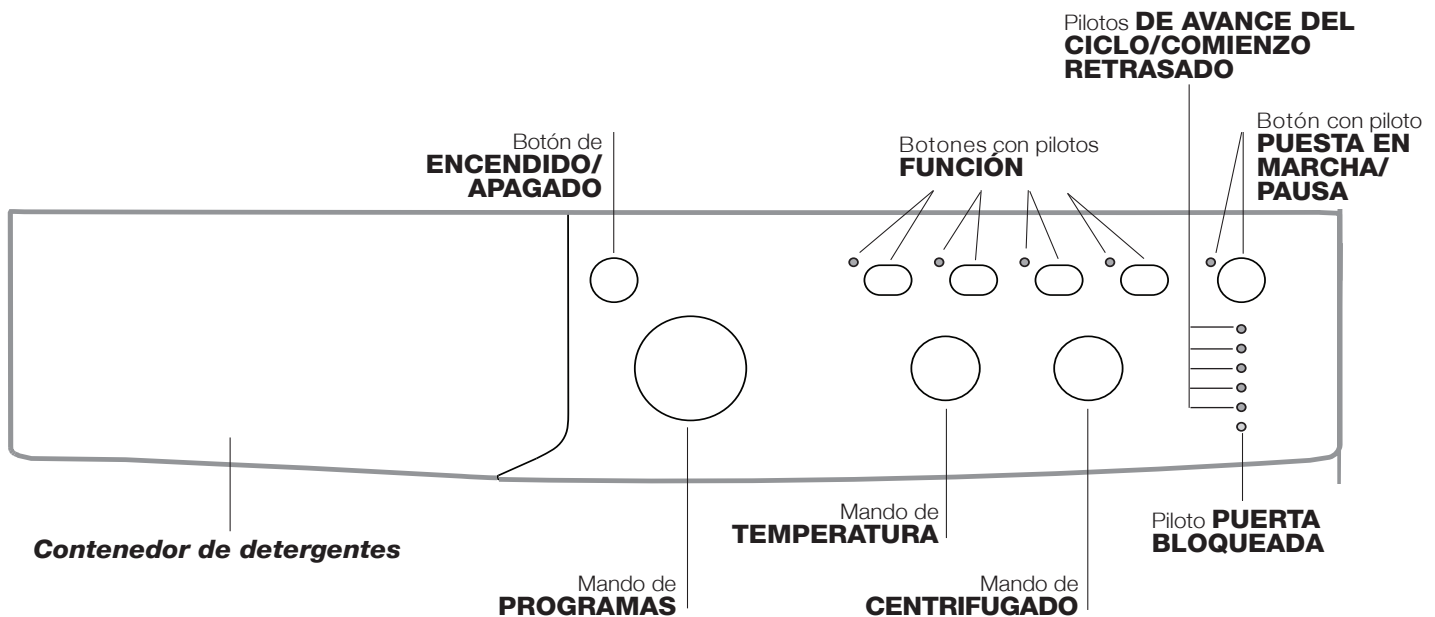 Pilotos DE AVANCE DEL
CICLO/COMIENZO
RETRASADO
Botón de
ENCENDIDO/
APAGADO
Botones con pilotos
FUNCIÓN
Botón con piloto
PUESTA EN
MARCHA/
PAUSA
Contenedor de detergentes
Mando de
PROGRAMAS
Mando de
TEMPERATURA
Mando de
CENTRIFUGADO
Piloto PUERTA
BLOQUEADA